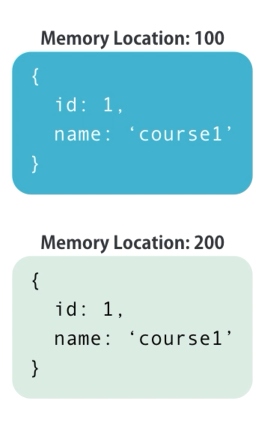 Memory Location: 100
{
id: 1,
name: ‘course1’
}
Memory Location: 200
{
id: 1,
name: ‘course1’
}